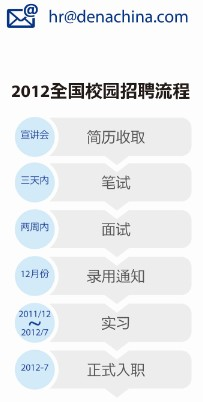 hr@denachina.com
2012全国校园招聘流程
宣讲会 简历收取
三天内 笔试
两周内 面试
12月份 录用通知
2011/12
~ 实习
2012/7
2012-7 正式入职